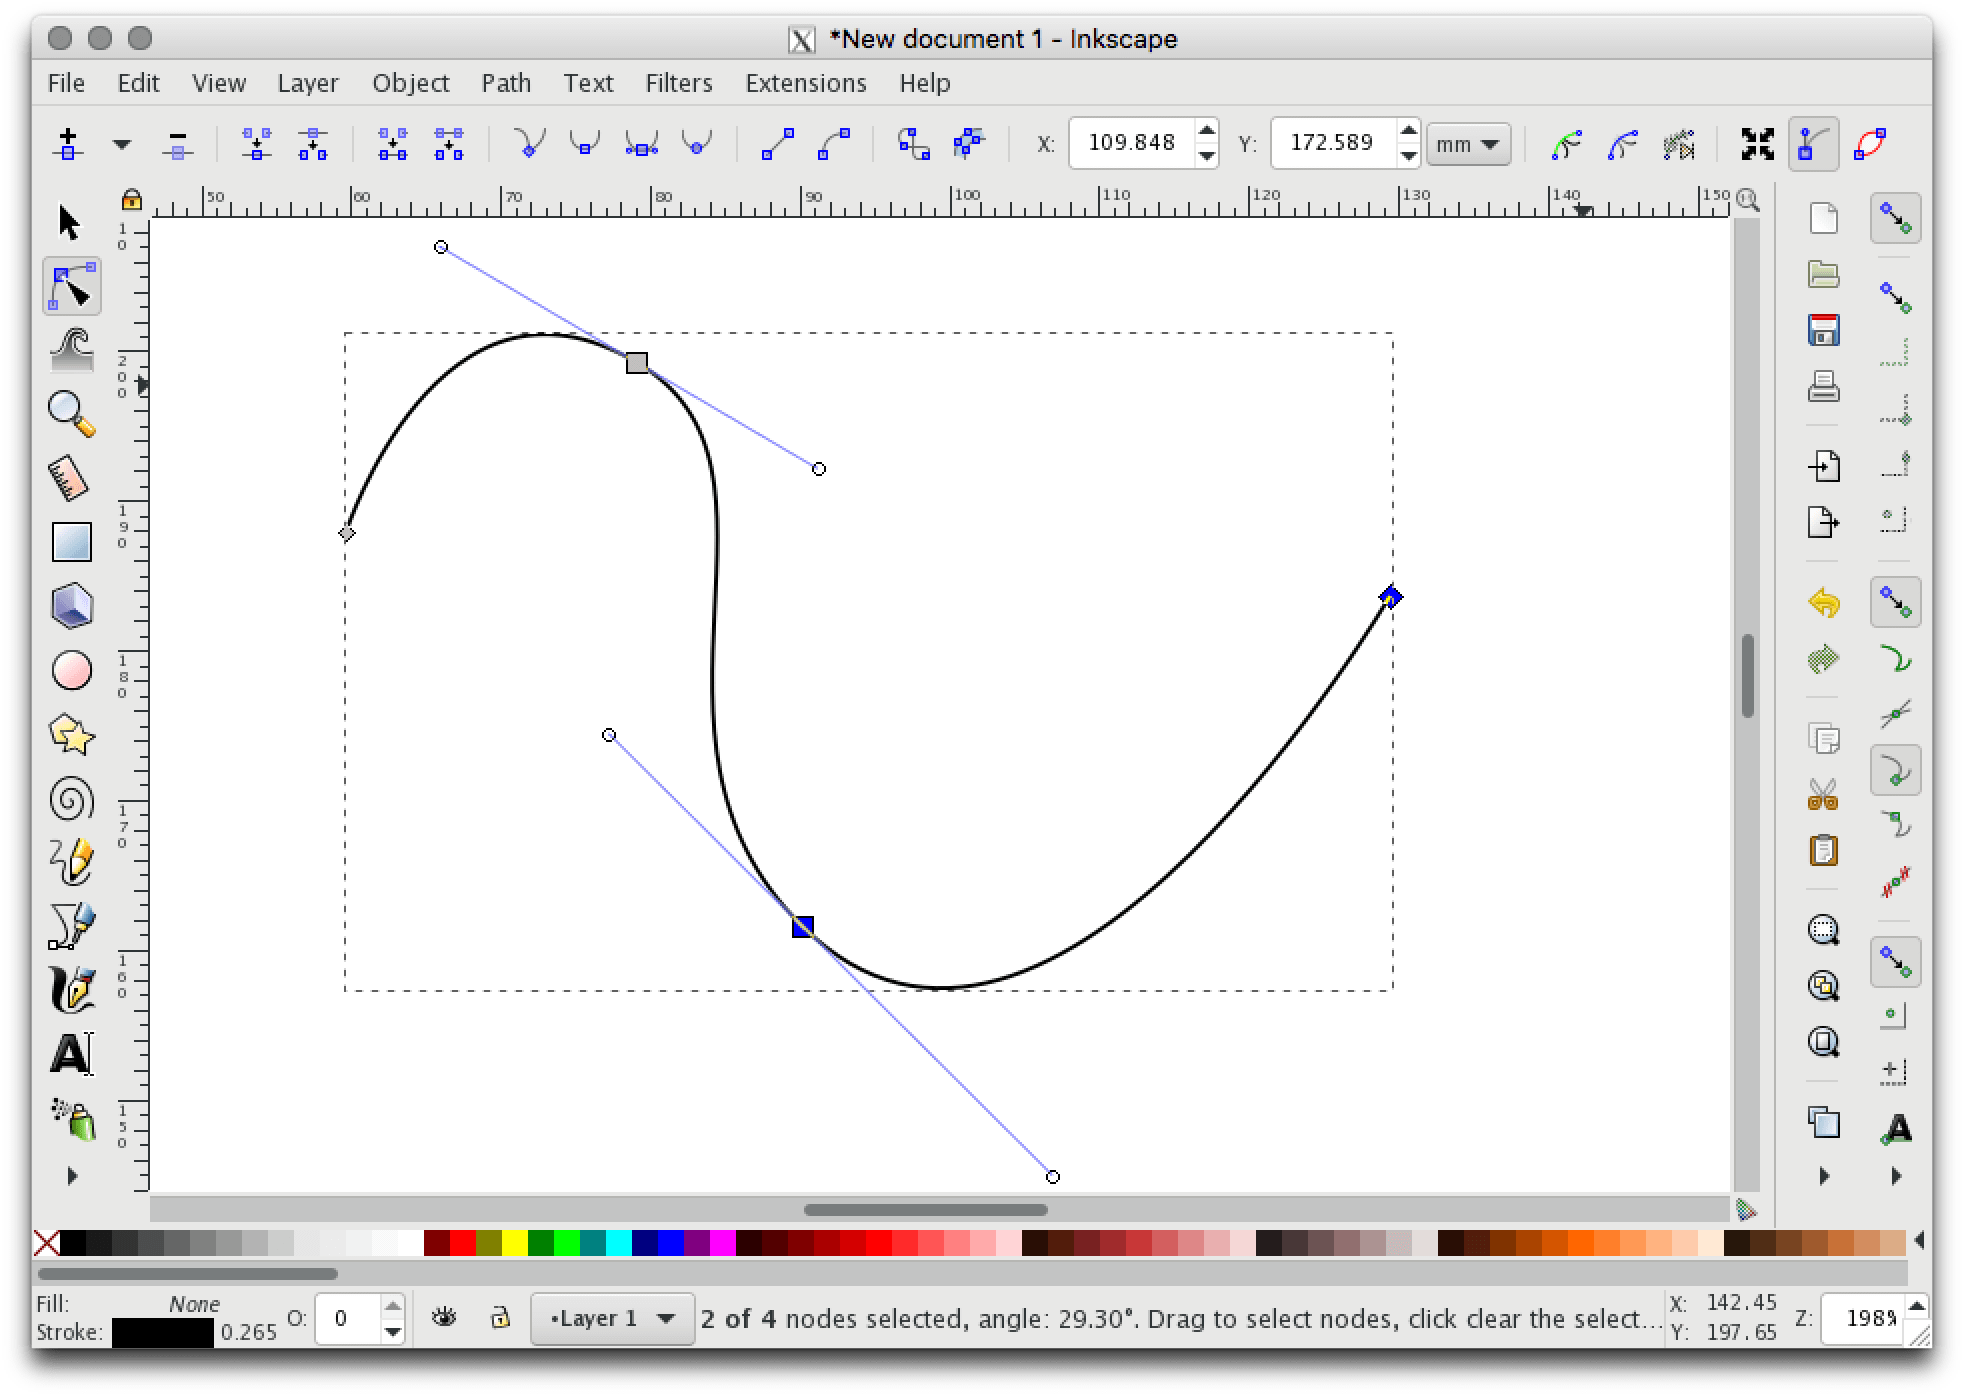 *New document 1 - Inkscape
File Edit View Layer Object Path Text Filters Extensions Help
X: 109.848 Y: 172.589 mm
50 60 70 80 90 100 110 120 130 140 150
10
200
190
180
170
160
150
A
A
Fill: None O: 0 •Layer 1 2 of 4 nodes selected, angle: 29.30°. Drag to select nodes, click clear the select... X: 142.45 Z: 198%
Stroke: 0.265 Y: 197.65